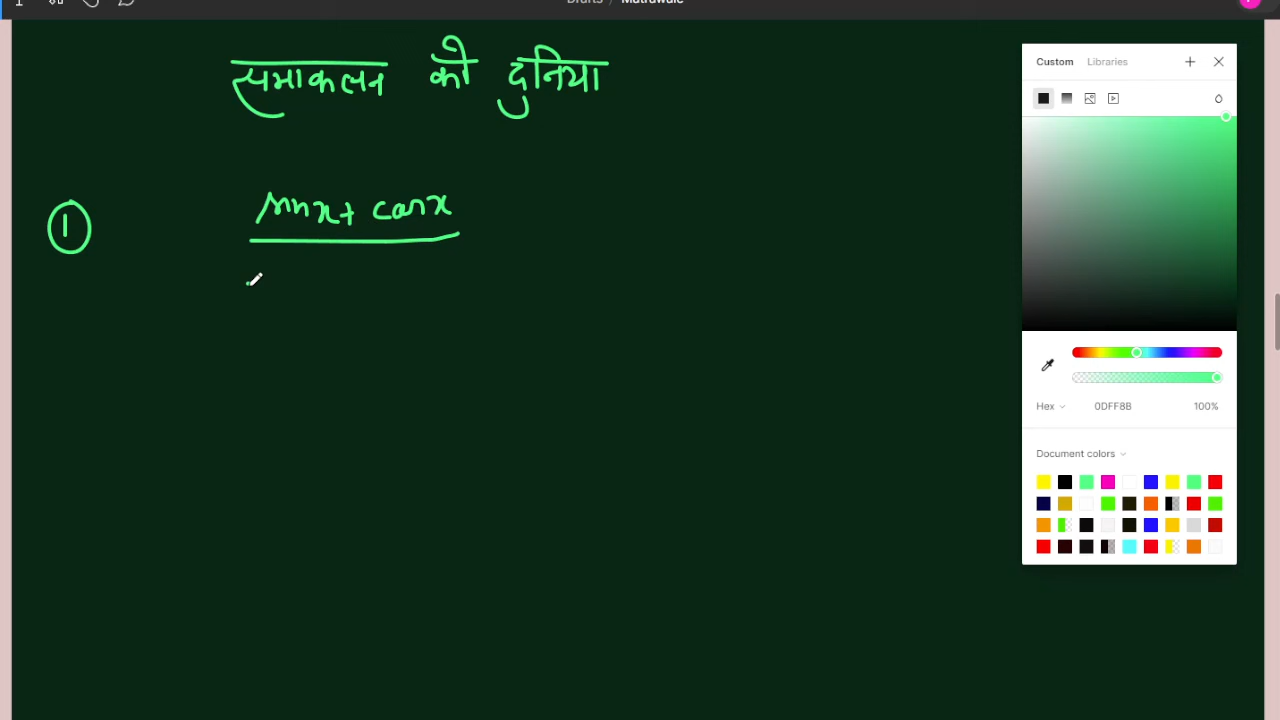 समाकलन की दुनिया
① sinx + cosx
Custom Libraries
Hex 0DFF8B 100%
Document colors